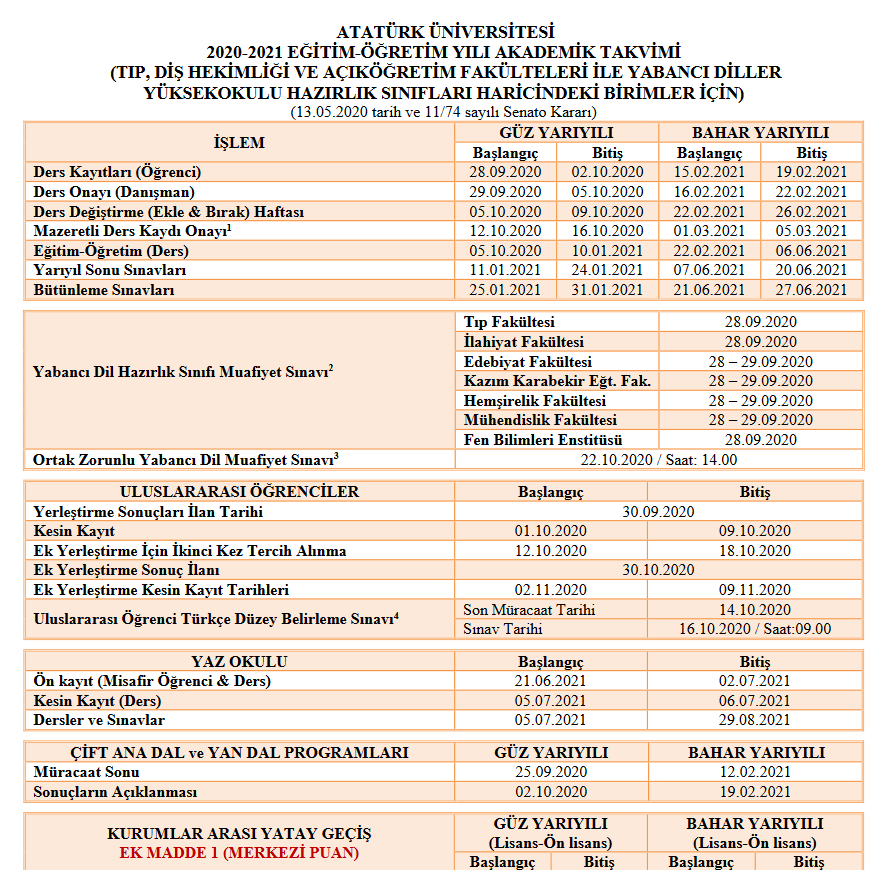 ATATÜRK ÜNİVERSİTESİ
2020-2021 EĞİTİM-ÖĞRETİM YILI AKADEMİK TAKVİMİ
(TIP, DİŞ HEKİMLİĞİ VE AÇIKÖĞRETİM FAKÜLTELERİ İLE YABANCI DİLLER
YÜKSEKOKULU HAZIRLIK SINIFLARI HARİCİNDEKİ BİRİMLER İÇİN)
(13.05.2020 tarih ve 11/74 sayılı Senato Kararı)
İŞLEM GÜZ YARIYILI BAHAR YARIYILI
Başlangıç Bitiş Başlangıç Bitiş
Ders Kayıtları (Öğrenci) 28.09.2020 02.10.2020 15.02.2021 19.02.2021
Ders Onayı (Danışman) 29.09.2020 05.10.2020 16.02.2021 22.02.2021
Ders Değiştirme (Ekle & Bırak) Haftası 05.10.2020 09.10.2020 22.02.2021 26.02.2021
Mazeretli Ders Kaydı Onayı¹ 12.10.2020 16.10.2020 01.03.2021 05.03.2021
Eğitim-Öğretim (Ders) 05.10.2020 10.01.2021 22.02.2021 06.06.2021
Yarıyıl Sonu Sınavları 11.01.2021 24.01.2021 07.06.2021 20.06.2021
Bütünleme Sınavları 25.01.2021 31.01.2021 21.06.2021 27.06.2021
Yabancı Dil Hazırlık Sınıfı Muafiyet Sınavı²
Tıp Fakültesi 28.09.2020
İlahiyat Fakültesi 28.09.2020
Edebiyat Fakültesi 28 – 29.09.2020
Kazım Karabekir Eğt. Fak. 28 – 29.09.2020
Hemşirelik Fakültesi 28 – 29.09.2020
Mühendislik Fakültesi 28 – 29.09.2020
Fen Bilimleri Enstitüsü 28.09.2020
Ortak Zorunlu Yabancı Dil Muafiyet Sınavı³ 22.10.2020 / Saat: 14.00
ULUSLARARASI ÖĞRENCİLER Başlangıç Bitiş
Yerleştirme Sonuçları İlan Tarihi 30.09.2020
Kesin Kayıt 01.10.2020 09.10.2020
Ek Yerleştirme İçin İkinci Kez Tercih Alınma 12.10.2020 18.10.2020
Ek Yerleştirme Sonuç İlanı 30.10.2020
Ek Yerleştirme Kesin Kayıt Tarihleri 02.11.2020 09.11.2020
Uluslararası Öğrenci Türkçe Düzey Belirleme Sınavı⁴
Son Müracaat Tarihi 14.10.2020
Sınav Tarihi 16.10.2020 / Saat:09.00
YAZ OKULU Başlangıç Bitiş
Ön kayıt (Misafir Öğrenci & Ders) 21.06.2021 02.07.2021
Kesin Kayıt (Ders) 05.07.2021 06.07.2021
Dersler ve Sınavlar 05.07.2021 29.08.2021
ÇİFT ANA DAL ve YAN DAL PROGRAMLARI GÜZ YARIYILI BAHAR YARIYILI
Müracaat Sonu 25.09.2020 12.02.2021
Sonuçların Açıklanması 02.10.2020 19.02.2021
KURUMLAR ARASI YATAY GEÇİŞ
EK MADDE 1 (MERKEZİ PUAN)
GÜZ YARIYILI BAHAR YARIYILI
(Lisans-Ön lisans) (Lisans-Ön lisans)
Başlangıç Bitiş Başlangıç Bitiş